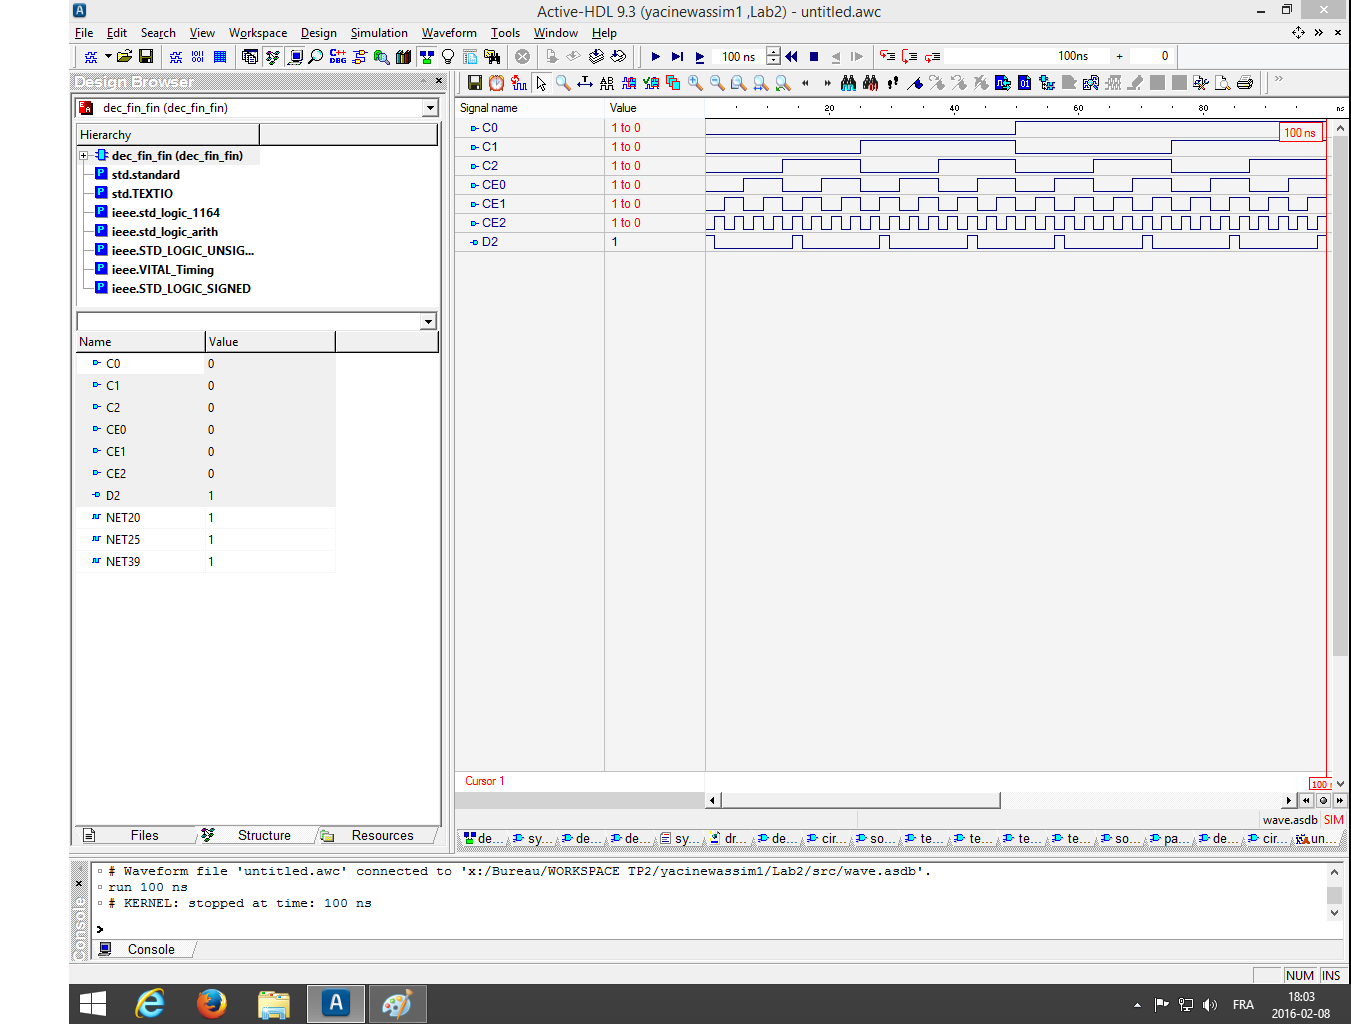 Active-HDL 9.3 (yacinewassim1 ,Lab2) - untitled.awc
File Edit Search View Workspace Design Simulation Waveform Tools Window Help
100 ns 100ns + 0
Design Browser
dec_fin_fin (dec_fin_fin)
Hierarchy
dec_fin_fin (dec_fin_fin)
std.standard
std.TEXTIO
ieee.std_logic_1164
ieee.std_logic_arith
ieee.STD_LOGIC_UNSIG...
ieee.VITAL_Timing
ieee.STD_LOGIC_SIGNED
Name Value
C0 0
C1 0
C2 0
CE0 0
CE1 0
CE2 0
D2 1
NET20 1
NET25 1
NET39 1
Files Structure Resources
Signal name Value 20 40 60 80 ns
C0 1 to 0 100 ns
C1 1 to 0
C2 1 to 0
CE0 1 to 0
CE1 1 to 0
CE2 1 to 0
D2 1
Cursor 1 100
wave.asdb SIM
de... sy... de... de... sy... dr... de... cir... so... te... te... te... te... so... pa... de... cir... un...
# Waveform file 'untitled.awc' connected to 'x:/Bureau/WORKSPACE TP2/yacinewassim1/Lab2/src/wave.asdb'.
run 100 ns
# KERNEL: stopped at time: 100 ns
>
Console
Console
NUM INS
FRA 18:03
2016-02-08